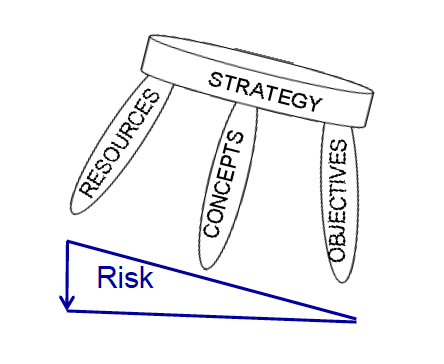 STRATEGY
RESOURCES
CONCEPTS
OBJECTIVES
Risk